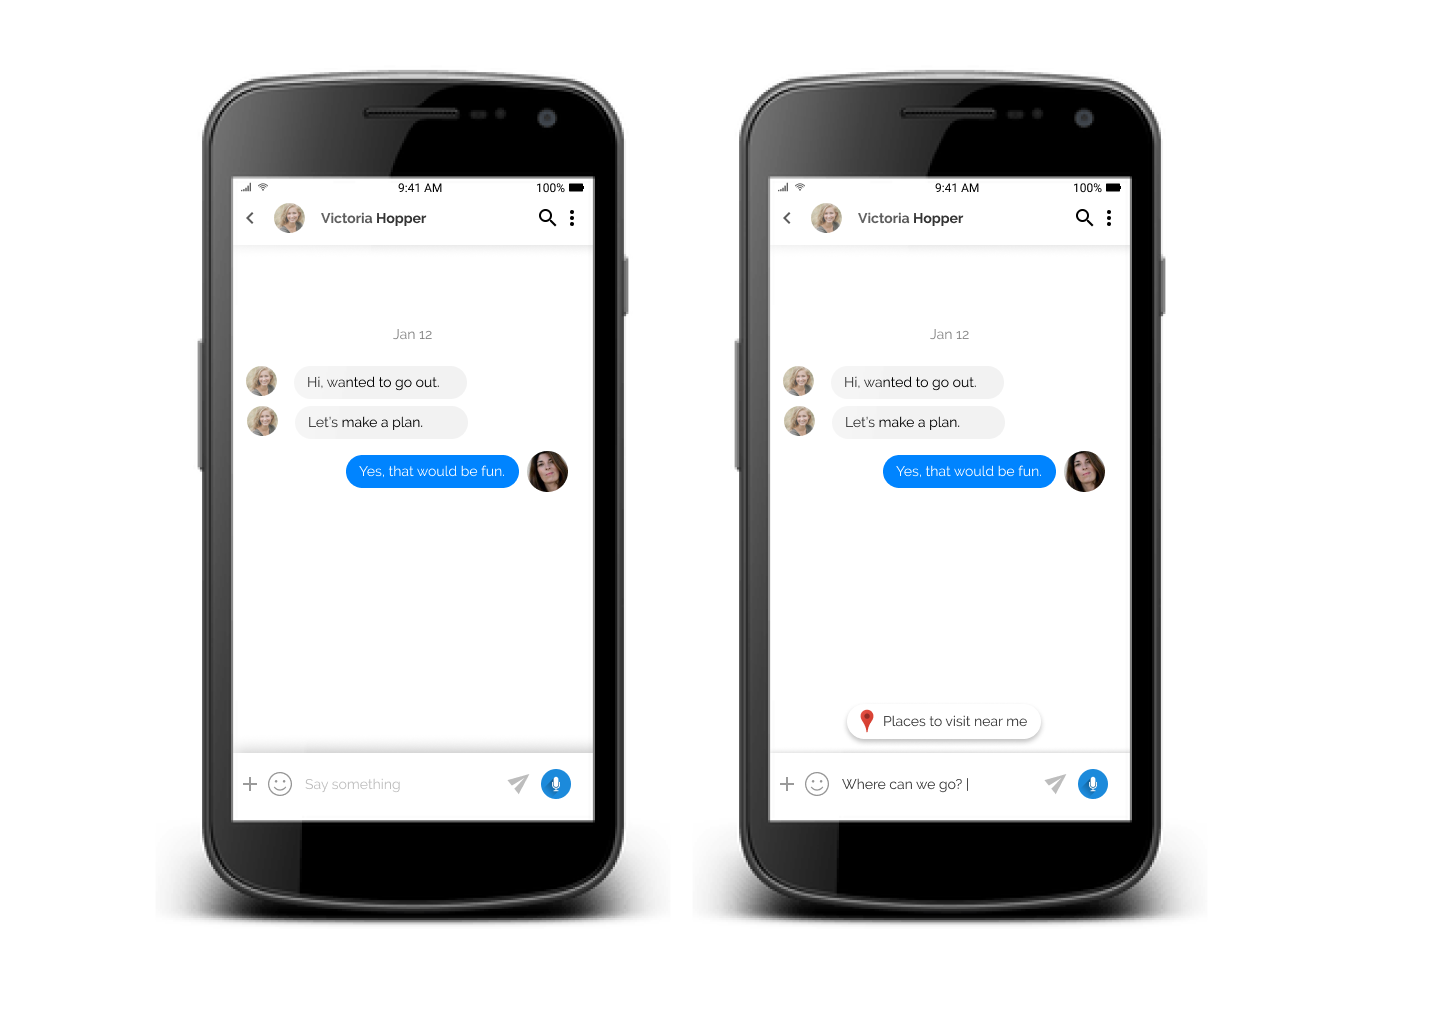 9:41 AM 100%
Victoria Hopper
Jan 12
Hi, wanted to go out.
Let's make a plan.
Yes, that would be fun.
Say something
9:41 AM 100%
Victoria Hopper
Jan 12
Hi, wanted to go out.
Let's make a plan.
Yes, that would be fun.
Places to visit near me
Where can we go? |